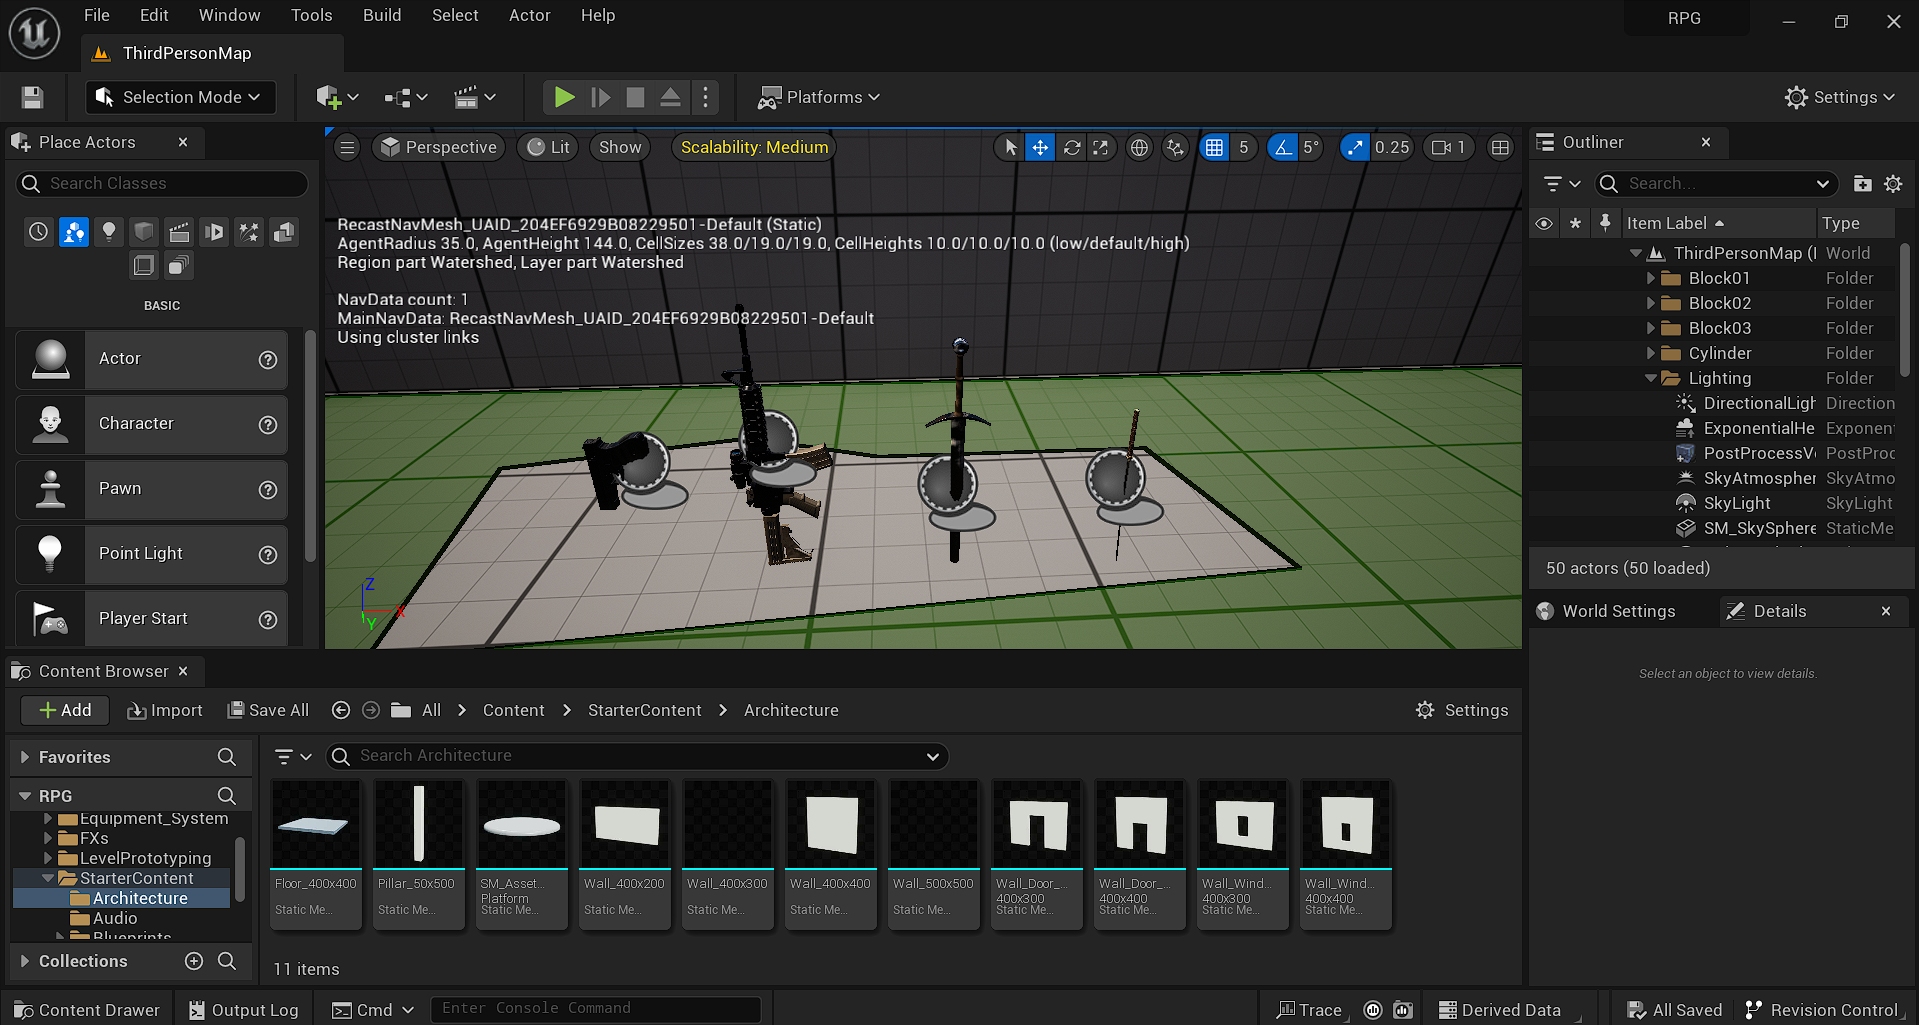 File Edit Window Tools Build Select Actor Help
RPG
ThirdPersonMap
Selection Mode
Platforms
Settings
Place Actors
Search Classes
BASIC
Actor
Character
Pawn
Point Light
Player Start
Perspective
Lit
Show
Scalability: Medium
5
5°
0.25
1
RecastNavMesh_UAID_204EF6929B08229501-Default (Static)
AgentRadius 35.0, AgentHeight 144.0, CellSizes 38.0/19.0/19.0, CellHeights 10.0/10.0/10.0 (low/default/high)
Region part Watershed, Layer part Watershed
NavData count: 1
MainNavData: RecastNavMesh_UAID_204EF6929B08229501-Default
Using cluster links
Z
X
Y
Outliner
Search...
Item Label Type
ThirdPersonMap ( World
Block01 Folder
Block02 Folder
Block03 Folder
Cylinder Folder
Lighting Folder
DirectionalLigh Direction
ExponentialHe Exponent
PostProcessV PostProc
SkyAtmospher SkyAtmo
SkyLight SkyLight
SM_SkySphere StaticMe
50 actors (50 loaded)
World Settings
Details
Select an object to view details.
Content Browser
Add
Import
Save All
All > Content > StarterContent > Architecture
Settings
Favorites
RPG
Equipment_System
FXs
LevelPrototyping
StarterContent
Architecture
Audio
Blueprints
Collections
Search Architecture
Floor_400x400
Static Me...
Pillar_50x500
Static Me...
SM_Asset...
Platform
Static Me...
Wall_400x200
Static Me...
Wall_400x300
Static Me...
Wall_400x400
Static Me...
Wall_500x500
Static Me...
Wall_Door_...
400x300
Static Me...
Wall_Door_...
400x400
Static Me...
Wall_Wind...
400x300
Static Me...
Wall_Wind...
400x400
Static Me...
11 items
Content Drawer
Output Log
Cmd
Enter Console Command
Trace
Derived Data
All Saved
Revision Control